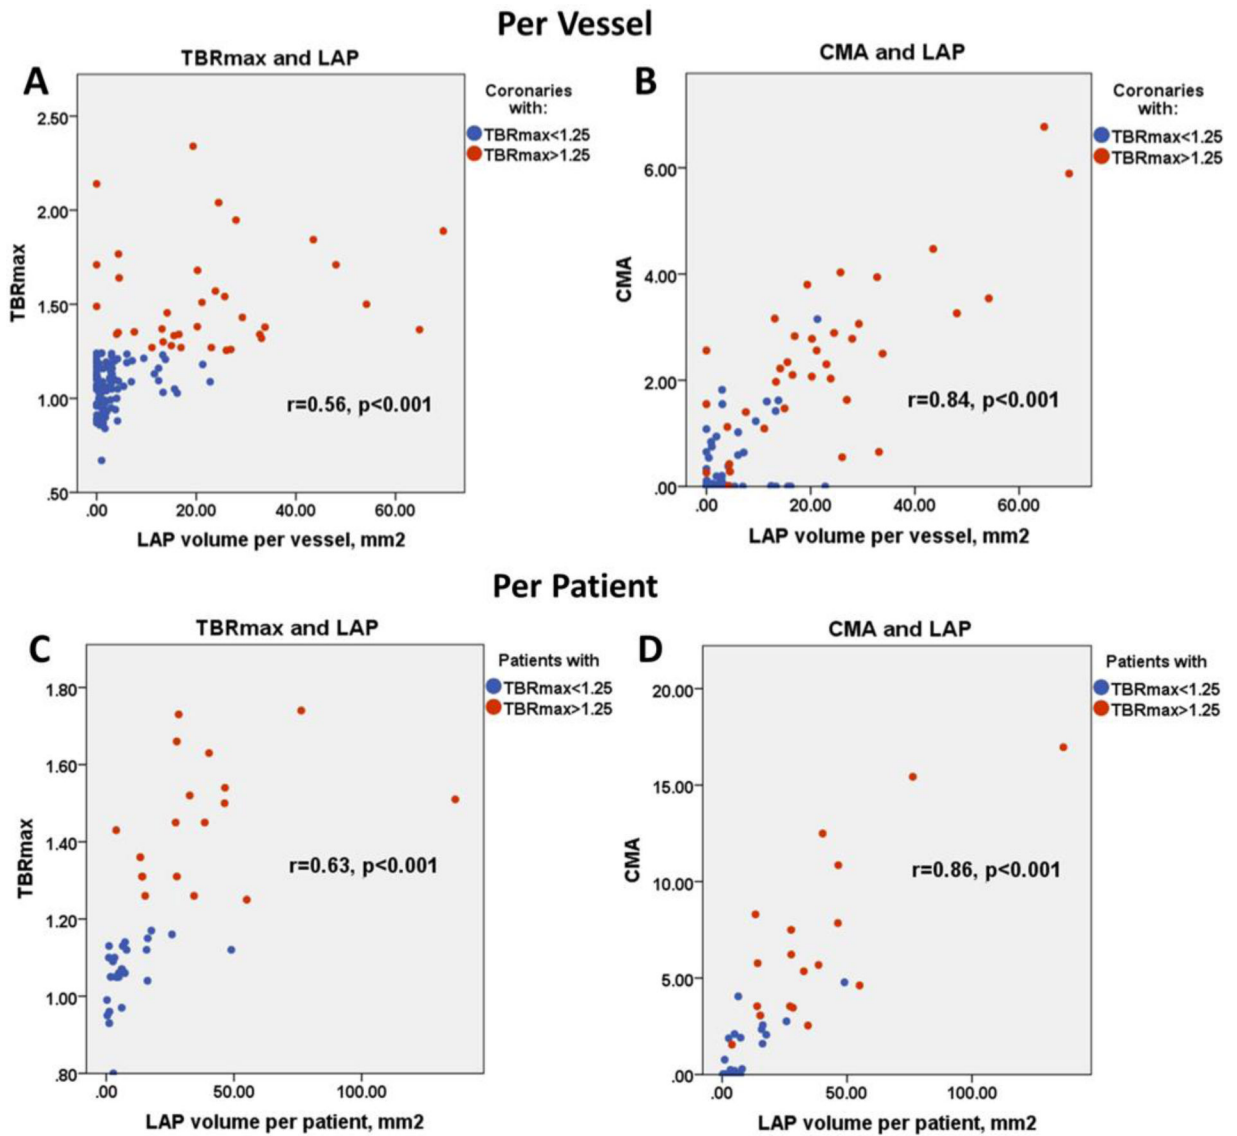 Per Vessel
A
TBRmax and LAP
Coronaries
with:
TBRmax<1.25
TBRmax>1.25
2.50
2.00
1.50
1.00
.50
TBRmax
r=0.56, p<0.001
.00 20.00 40.00 60.00
LAP volume per vessel, mm2
B
CMA and LAP
Coronaries
with:
TBRmax<1.25
TBRmax>1.25
6.00
4.00
2.00
.00
CMA
r=0.84, p<0.001
.00 20.00 40.00 60.00
LAP volume per vessel, mm2
Per Patient
C
TBRmax and LAP
Patients with
TBRmax<1.25
TBRmax>1.25
1.80
1.60
1.40
1.20
1.00
.80
TBRmax
r=0.63, p<0.001
.00 50.00 100.00
LAP volume per patient, mm2
D
CMA and LAP
Patients with
TBRmax<1.25
TBRmax>1.25
20.00
15.00
10.00
5.00
.00
CMA
r=0.86, p<0.001
.00 50.00 100.00
LAP volume per patient, mm2